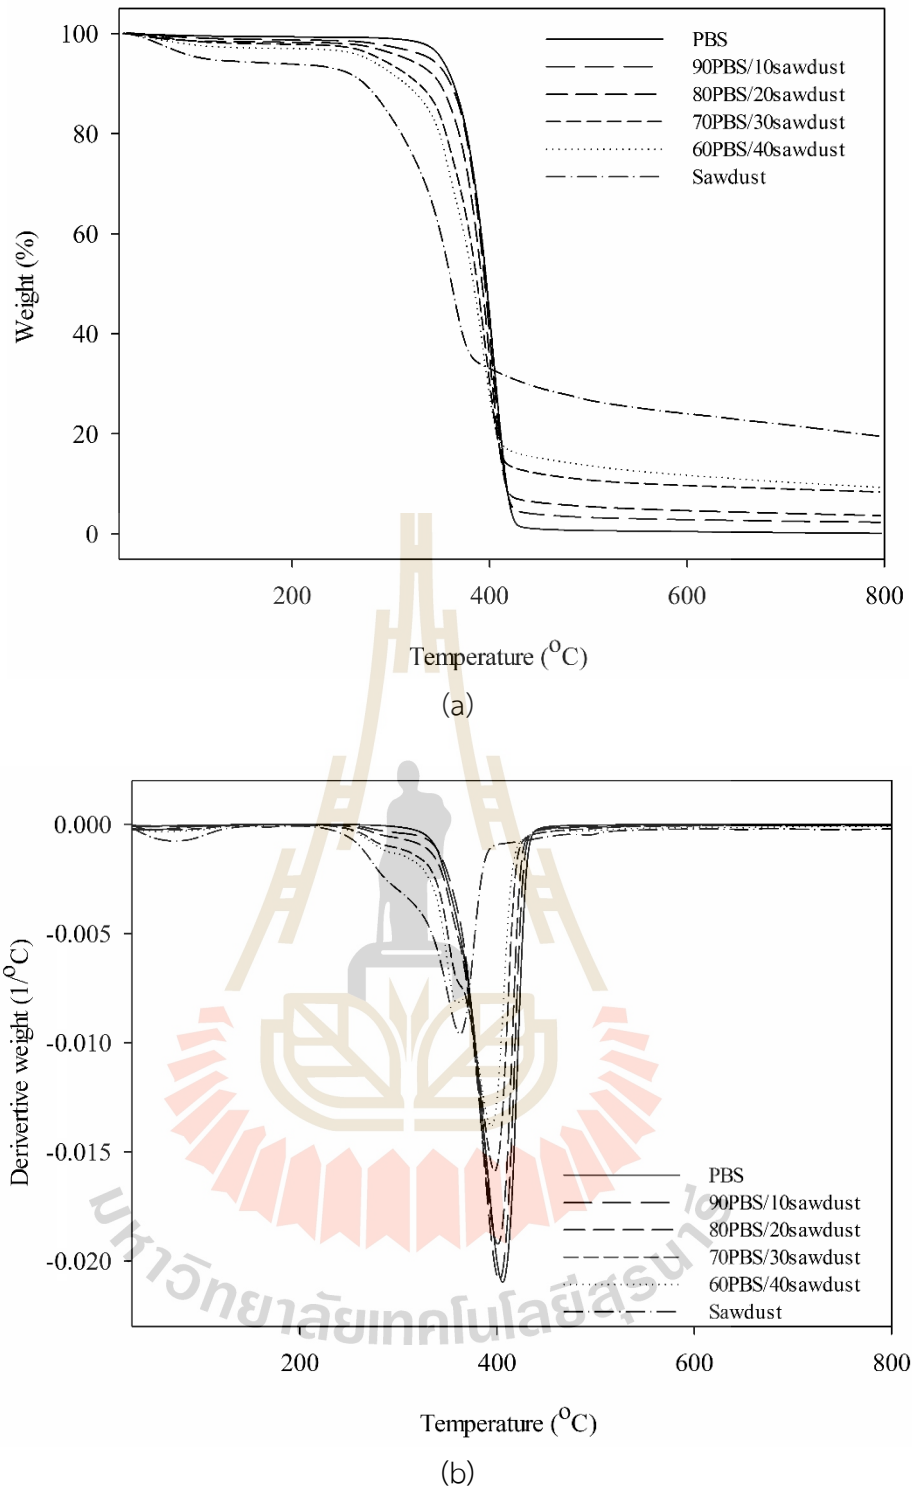 100
80
60
40
20
0
Weight (%)
PBS
90PBS/10sawdust
80PBS/20sawdust
70PBS/30sawdust
60PBS/40sawdust
Sawdust
200 400 600 800
Temperature (°C)
(a)
0.000
-0.005
-0.010
-0.015
-0.020
Derivertive weight (1/°C)
PBS
90PBS/10sawdust
80PBS/20sawdust
70PBS/30sawdust
60PBS/40sawdust
Sawdust
มหาวิทยาลัยเทคโนโลยีสุรนารี
200 400 600 800
Temperature (°C)
(b)